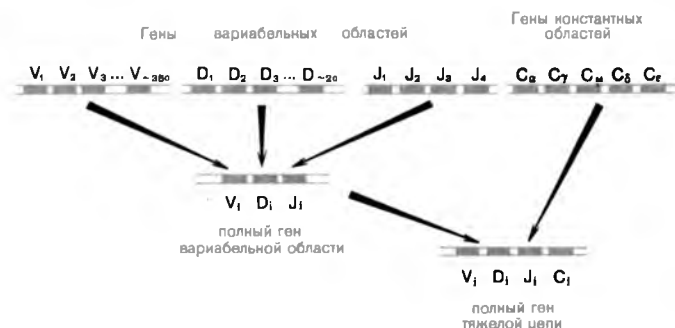 Гены вариабельных областей
Гены константных
областей
V₁ V₂ V₃ ... V~350 D₁ D₂ D₃ ... D~20 J₁ J₂ J₃ J₄ Cα Cγ Cμ Cδ Cε
Vᵢ Dᵢ Jᵢ
полный ген
вариабельной области
Vᵢ Dᵢ Jᵢ Cᵢ
полный ген
тяжелой цепи